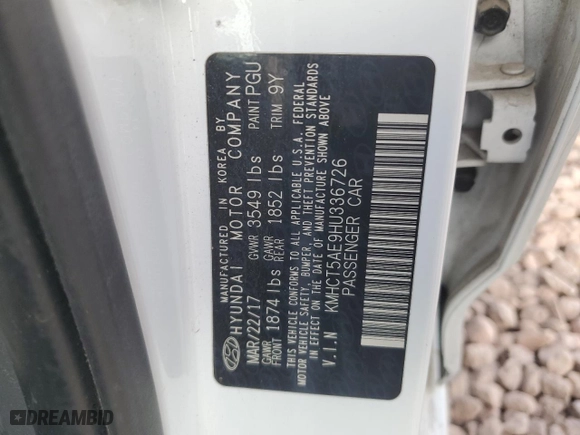 MANUFACTURED IN KOREA BY
HYUNDAI MOTOR COMPANY
MAR/22/17 GVWR 3549 lbs PAINT PGU
GAWR FRONT 1874 lbs GAWR REAR 1852 lbs TRIM 9Y
THIS VEHICLE CONFORMS TO ALL APPLICABLE U.S.A. FEDERAL
MOTOR VEHICLE SAFETY, BUMPER, AND THEFT PREVENTION STANDARDS
IN EFFECT ON THE DATE OF MANUFACTURE SHOWN ABOVE
V.I.N KMHCT5AE9HU336726
PASSENGER CAR
DREAMBID